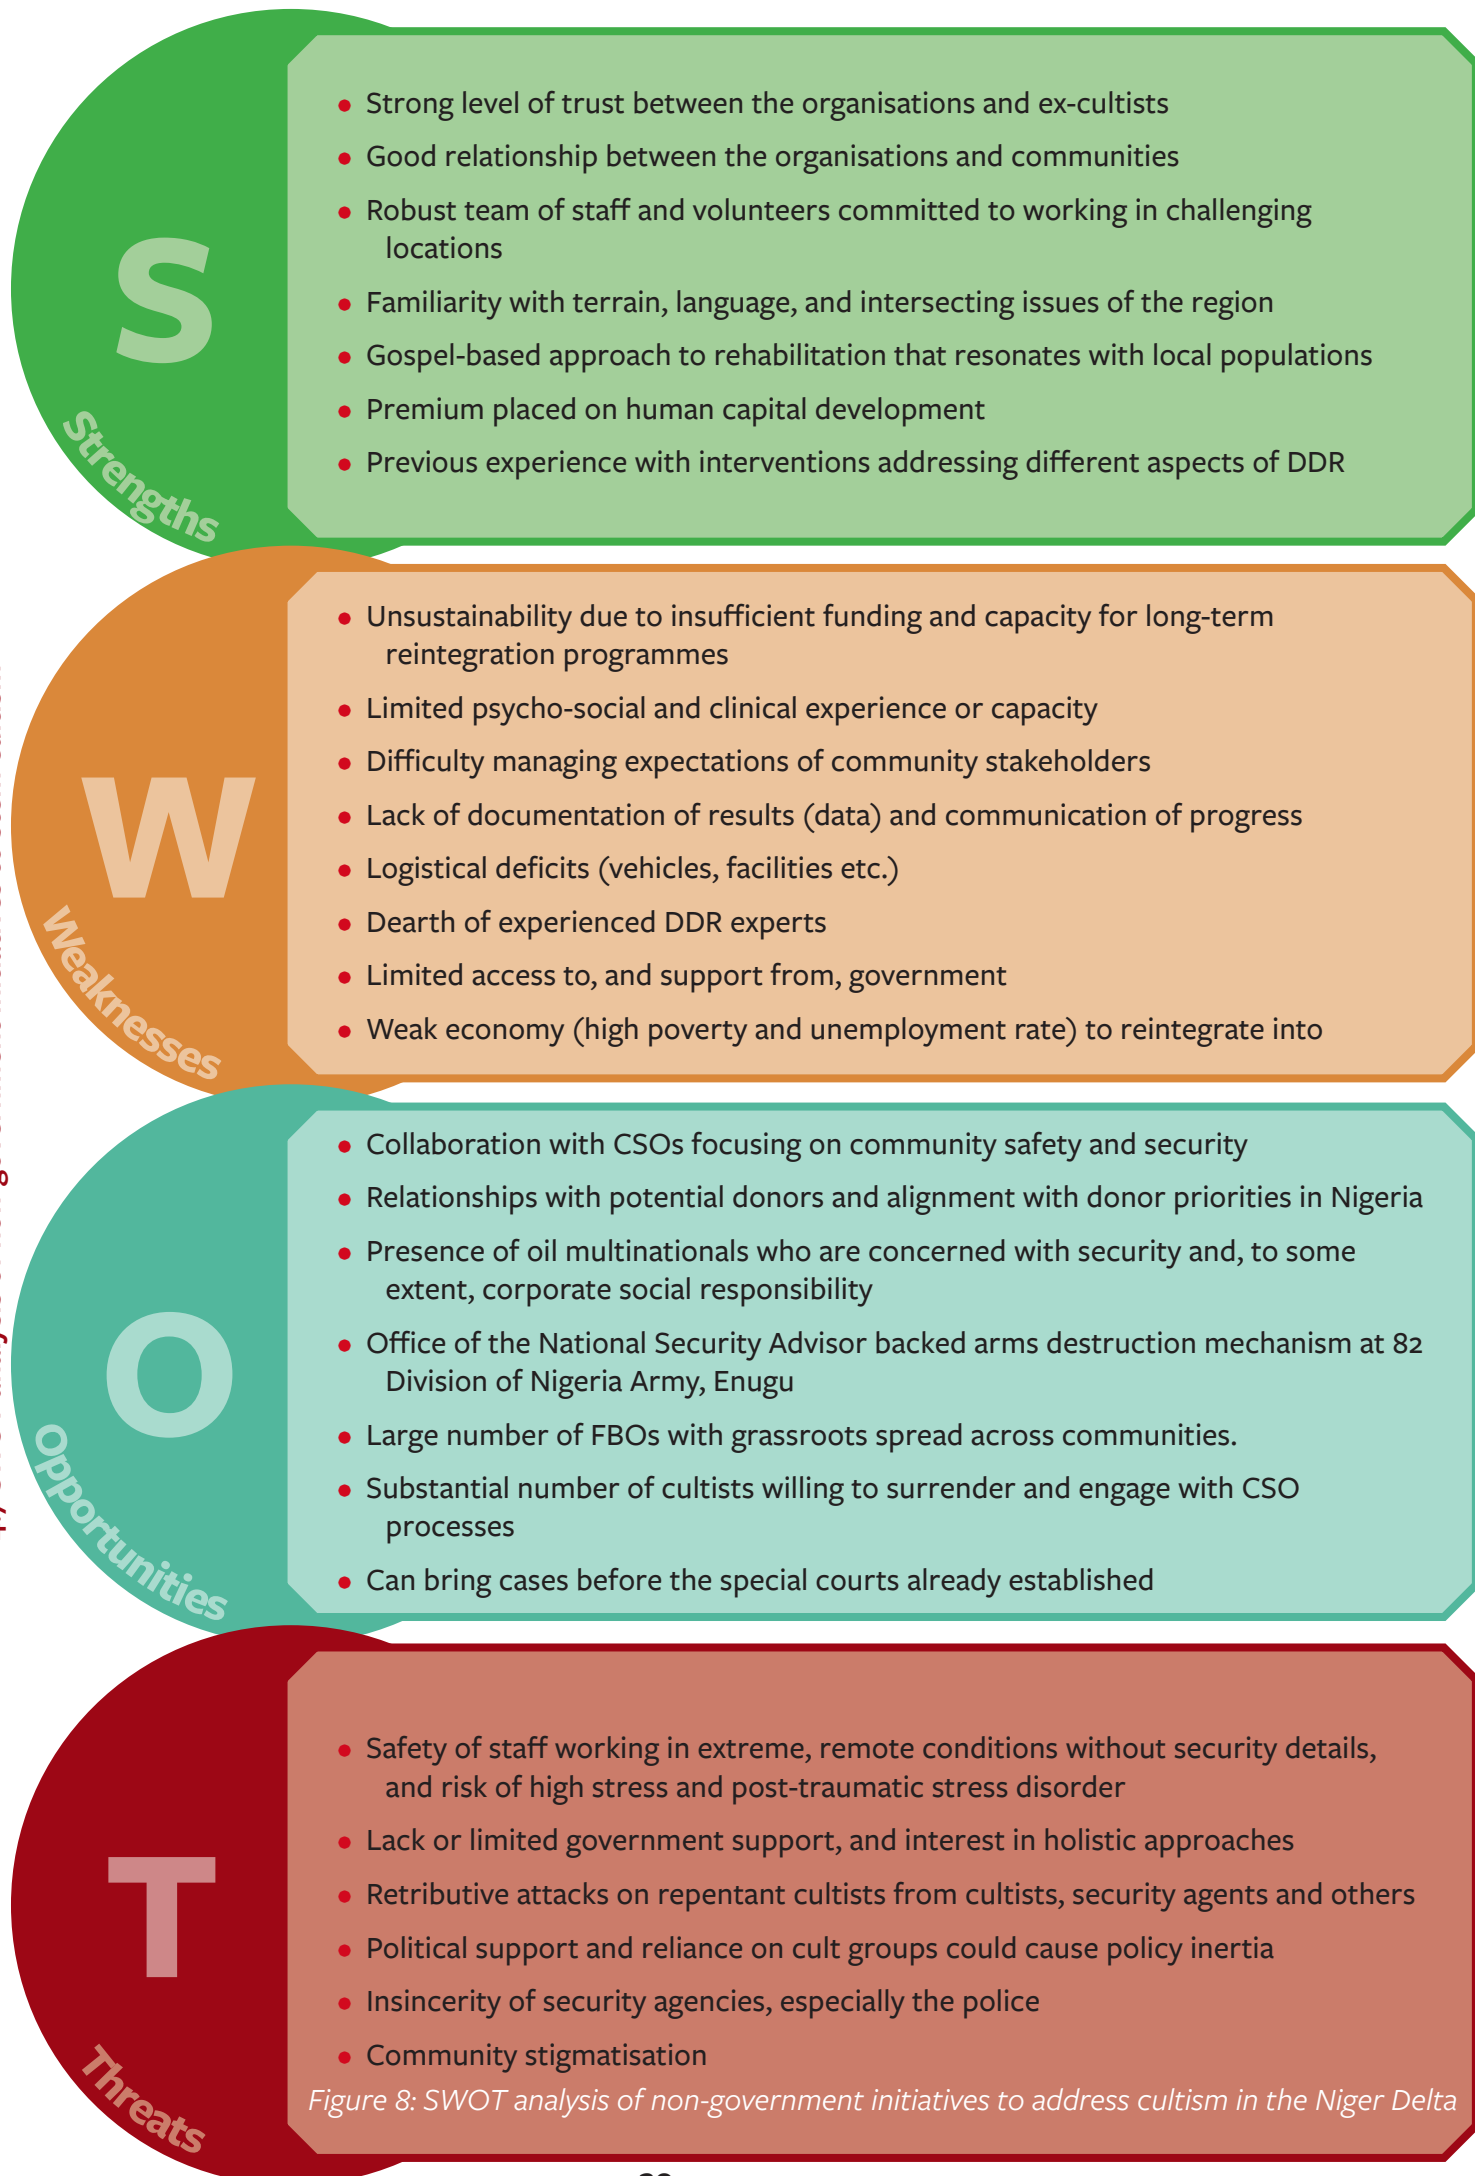 S
Strengths
• Strong level of trust between the organisations and ex-cultists
• Good relationship between the organisations and communities
• Robust team of staff and volunteers committed to working in challenging
locations
• Familiarity with terrain, language, and intersecting issues of the region
• Gospel-based approach to rehabilitation that resonates with local populations
• Premium placed on human capital development
• Previous experience with interventions addressing different aspects of DDR
W
Weaknesses
• Unsustainability due to insufficient funding and capacity for long-term
reintegration programmes
• Limited psycho-social and clinical experience or capacity
• Difficulty managing expectations of community stakeholders
• Lack of documentation of results (data) and communication of progress
• Logistical deficits (vehicles, facilities etc.)
• Dearth of experienced DDR experts
• Limited access to, and support from, government
• Weak economy (high poverty and unemployment rate) to reintegrate into
O
Opportunities
• Collaboration with CSOs focusing on community safety and security
• Relationships with potential donors and alignment with donor priorities in Nigeria
• Presence of oil multinationals who are concerned with security and, to some
extent, corporate social responsibility
• Office of the National Security Advisor backed arms destruction mechanism at 82
Division of Nigeria Army, Enugu
• Large number of FBOs with grassroots spread across communities.
• Substantial number of cultists willing to surrender and engage with CSO
processes
• Can bring cases before the special courts already established
T
Threats
• Safety of staff working in extreme, remote conditions without security details,
and risk of high stress and post-traumatic stress disorder
• Lack or limited government support, and interest in holistic approaches
• Retributive attacks on repentant cultists from cultists, security agents and others
• Political support and reliance on cult groups could cause policy inertia
• Insincerity of security agencies, especially the police
• Community stigmatisation
Figure 8: SWOT analysis of non-government initiatives to address cultism in the Niger Delta